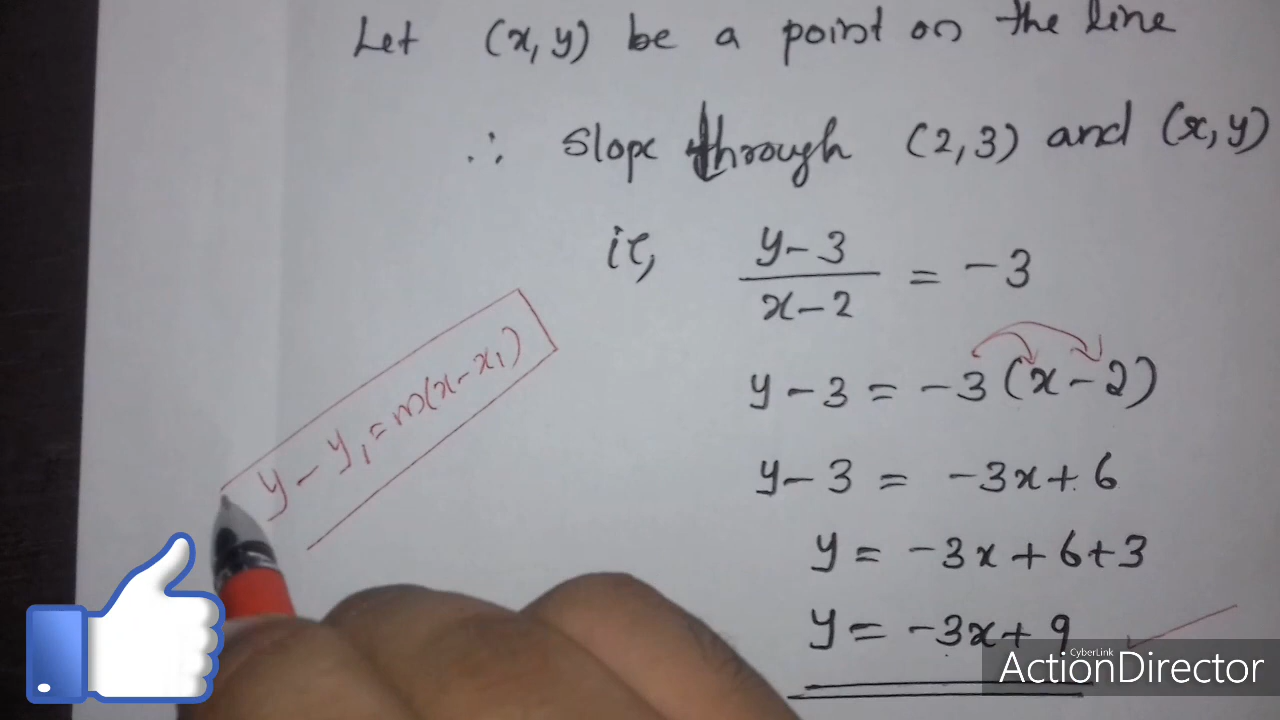 Let (x, y) be a point on the line
∴ Slope through (2,3) and (x, y)
ie, y-3/x-2 = -3
y-y₁=m(x-x₁)
y-3 = -3(x-2)
y-3 = -3x+6
y = -3x+6+3
y = -3x+9
CyberLink
ActionDirector